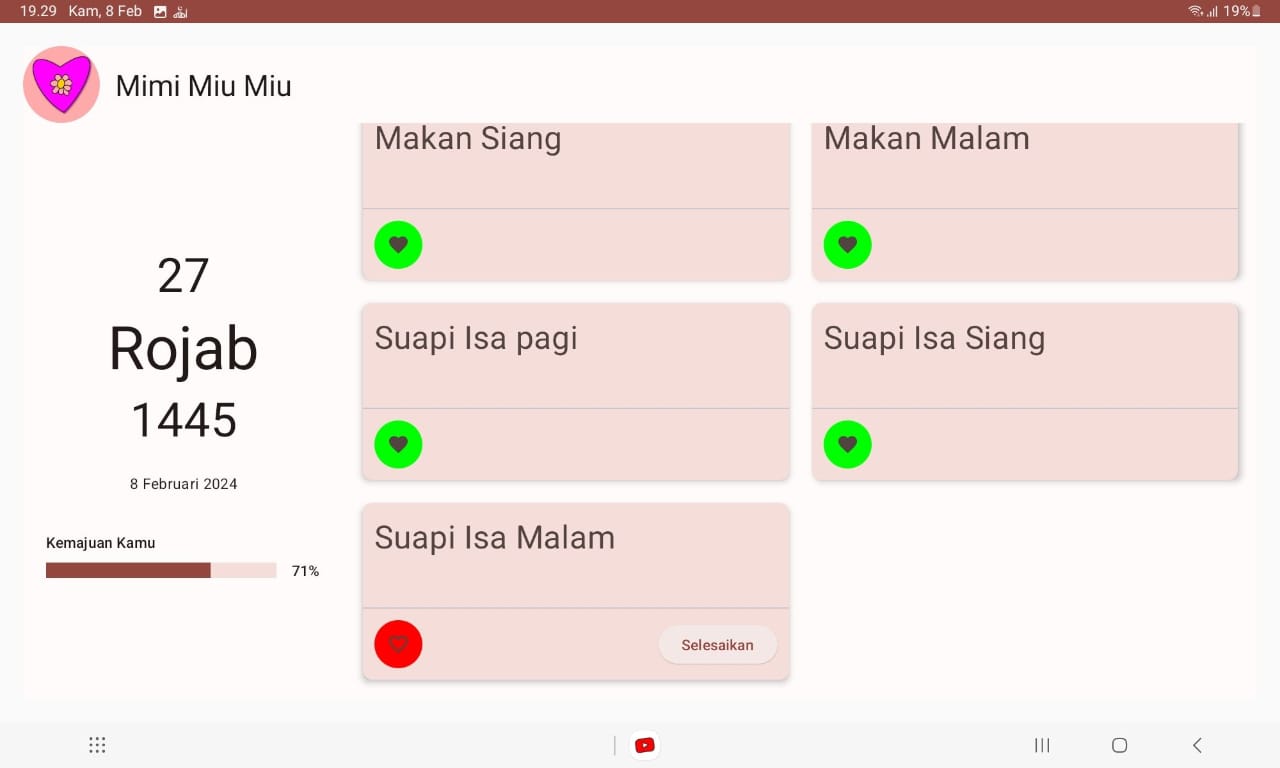 19.29 Kam, 8 Feb
19%
Mimi Miu Miu
27
Rojab
1445
8 Februari 2024
Kemajuan Kamu
71%
Makan Siang
Makan Malam
Suapi Isa pagi
Suapi Isa Siang
Suapi Isa Malam
Selesaikan